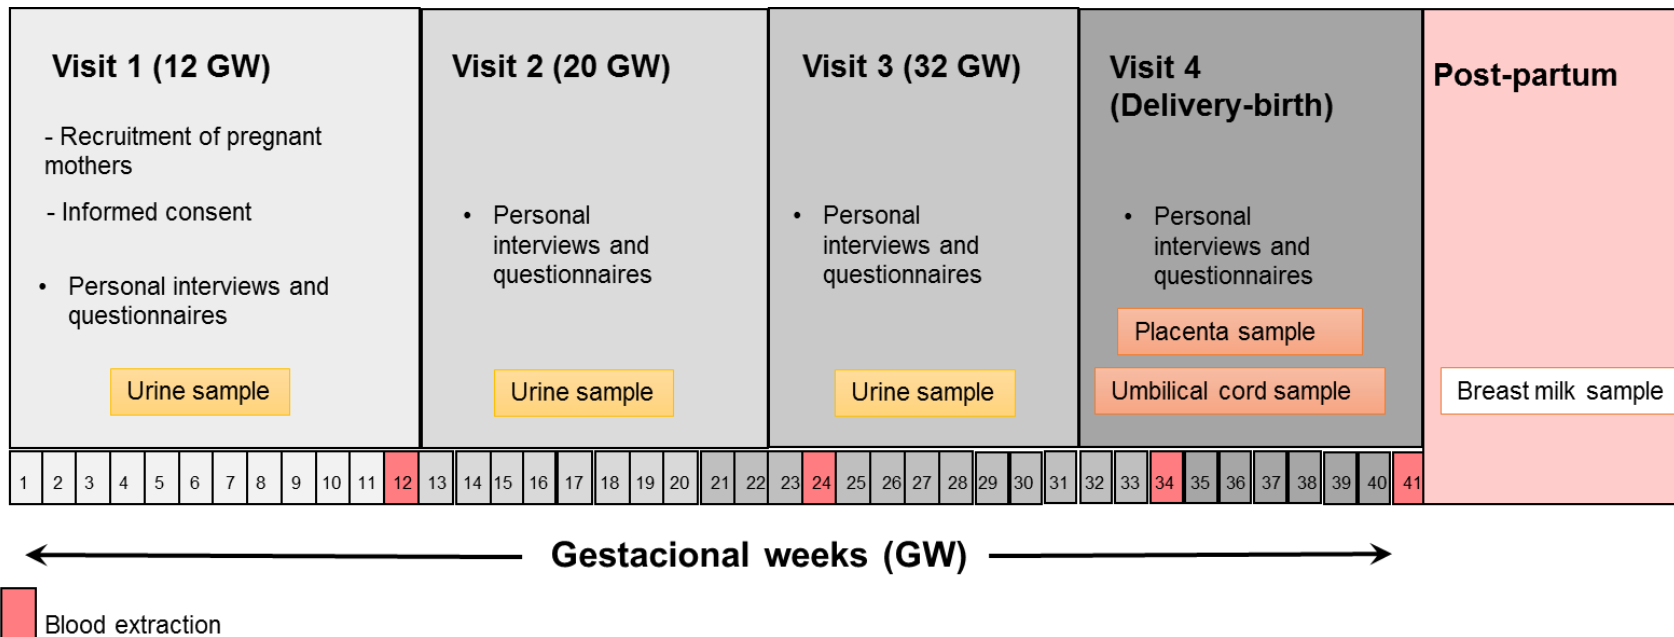 Visit 1 (12 GW)
- Recruitment of pregnant
mothers
- Informed consent
• Personal interviews and
questionnaires
Urine sample
Visit 2 (20 GW)
• Personal
interviews and
questionnaires
Urine sample
Visit 3 (32 GW)
• Personal
interviews and
questionnaires
Urine sample
Visit 4
(Delivery-birth)
• Personal
interviews and
questionnaires
Placenta sample
Umbilical cord sample
Post-partum
Breast milk sample
1 2 3 4 5 6 7 8 9 10 11 12 13 14 15 16 17 18 19 20 21 22 23 24 25 26 27 28 29 30 31 32 33 34 35 36 37 38 39 40 41
Gestacional weeks (GW)
Blood extraction